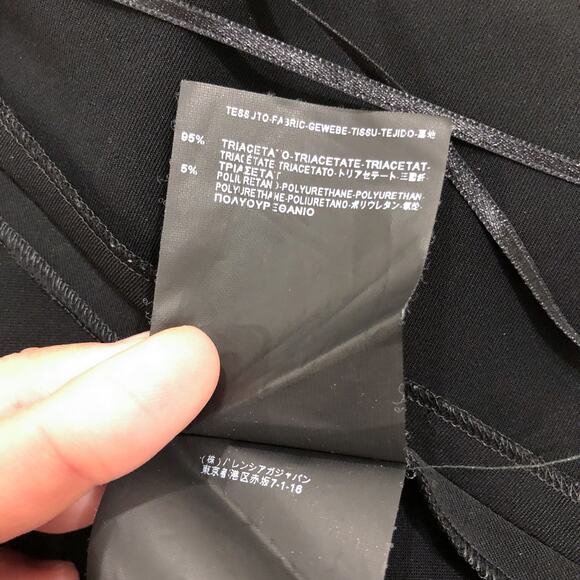 TESSUTO-FABRIC-GEWEBE-TISSU-TEJIDO-墓地
95% TRIACETATO-TRIACETATE-TRIACETAT-
TRIACÉTATE TRIACETATO-トリアセテート-三醋酐-
5% ΤΡΙΑΣΕΤΑΤ
POLIURETANO-POLYURETHANE-POLYURETHAN-
POLYURETHANE-POLIURETANO-ポリウレタン-氨纶-
ΠΟΛΥΟΥΡΕΘΑΝΙΟ
(株)バレンシアガジャパン
東京都港区赤坂7-1-16